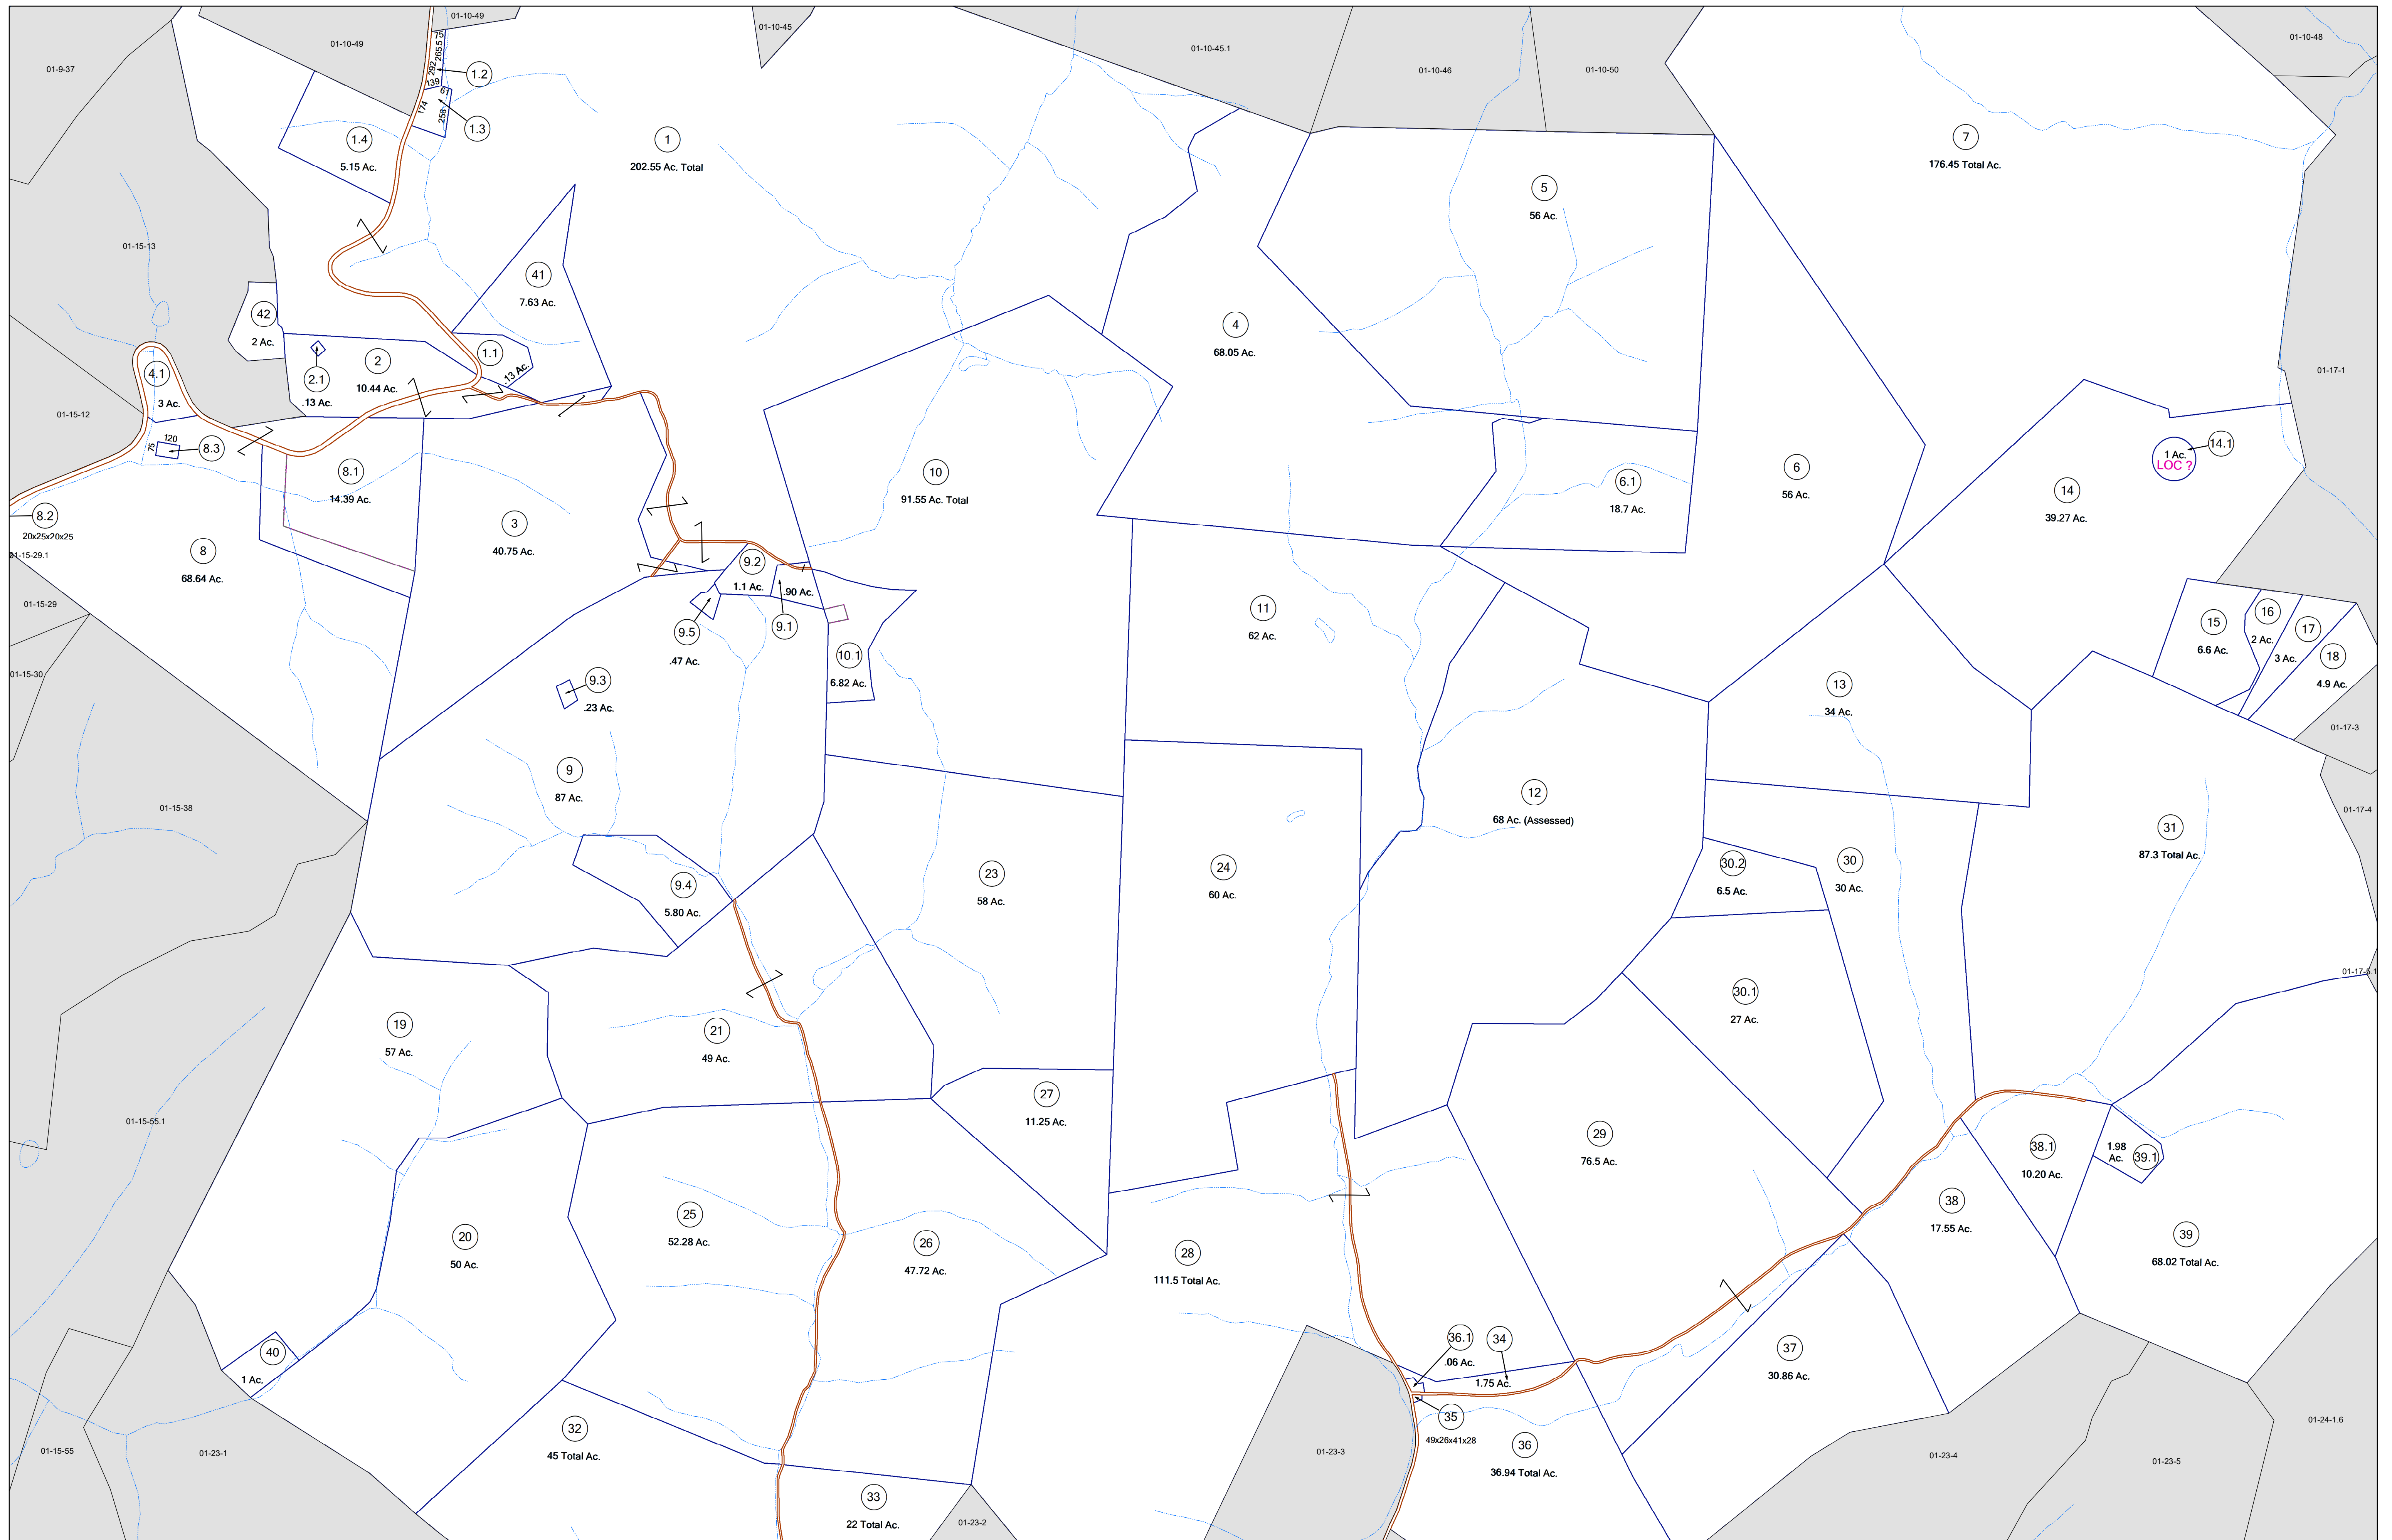 01-10-49
01-10-49
01-10-45
01-10-45.1
01-10-46
01-10-50
01-10-48
01-9-37
75
265.5
292
1.2
139
61
174
258
1.3
1.4
5.15 Ac.
1
202.55 Ac. Total
7
176.45 Total Ac.
5
56 Ac.
01-15-13
41
7.63 Ac.
42
2 Ac.
4
68.05 Ac.
01-17-1
1.1
.13 Ac.
2
10.44 Ac.
2.1
.13 Ac.
4.1
3 Ac.
01-15-12
120
75
8.3
8.1
14.39 Ac.
10
91.55 Ac. Total
6
56 Ac.
6.1
18.7 Ac.
14.1
1 Ac.
LOC ?
14
39.27 Ac.
8.2
20x25x20x25
01-15-29.1
8
68.64 Ac.
3
40.75 Ac.
9.2
1.1 Ac.
.90 Ac.
9.1
9.5
.47 Ac.
01-15-29
11
62 Ac.
15
6.6 Ac.
16
2 Ac.
17
3 Ac.
18
4.9 Ac.
10.1
6.82 Ac.
01-15-30
9.3
.23 Ac.
13
34 Ac.
01-17-3
9
87 Ac.
12
68 Ac. (Assessed)
01-15-38
01-17-4
31
87.3 Total Ac.
30.2
6.5 Ac.
30
30 Ac.
24
60 Ac.
23
58 Ac.
9.4
5.80 Ac.
01-17-5.1
30.1
27 Ac.
19
57 Ac.
21
49 Ac.
27
11.25 Ac.
01-15-55.1
29
76.5 Ac.
38.1
10.20 Ac.
1.98
Ac.
39.1
38
17.55 Ac.
25
52.28 Ac.
20
50 Ac.
26
47.72 Ac.
28
111.5 Total Ac.
39
68.02 Total Ac.
40
1 Ac.
36.1
.06 Ac.
34
1.75 Ac.
37
30.86 Ac.
35
49x26x41x28
01-24-1.6
32
45 Total Ac.
01-15-55
01-23-1
01-23-3
36
36.94 Total Ac.
01-23-4
01-23-5
33
22 Total Ac.
01-23-2